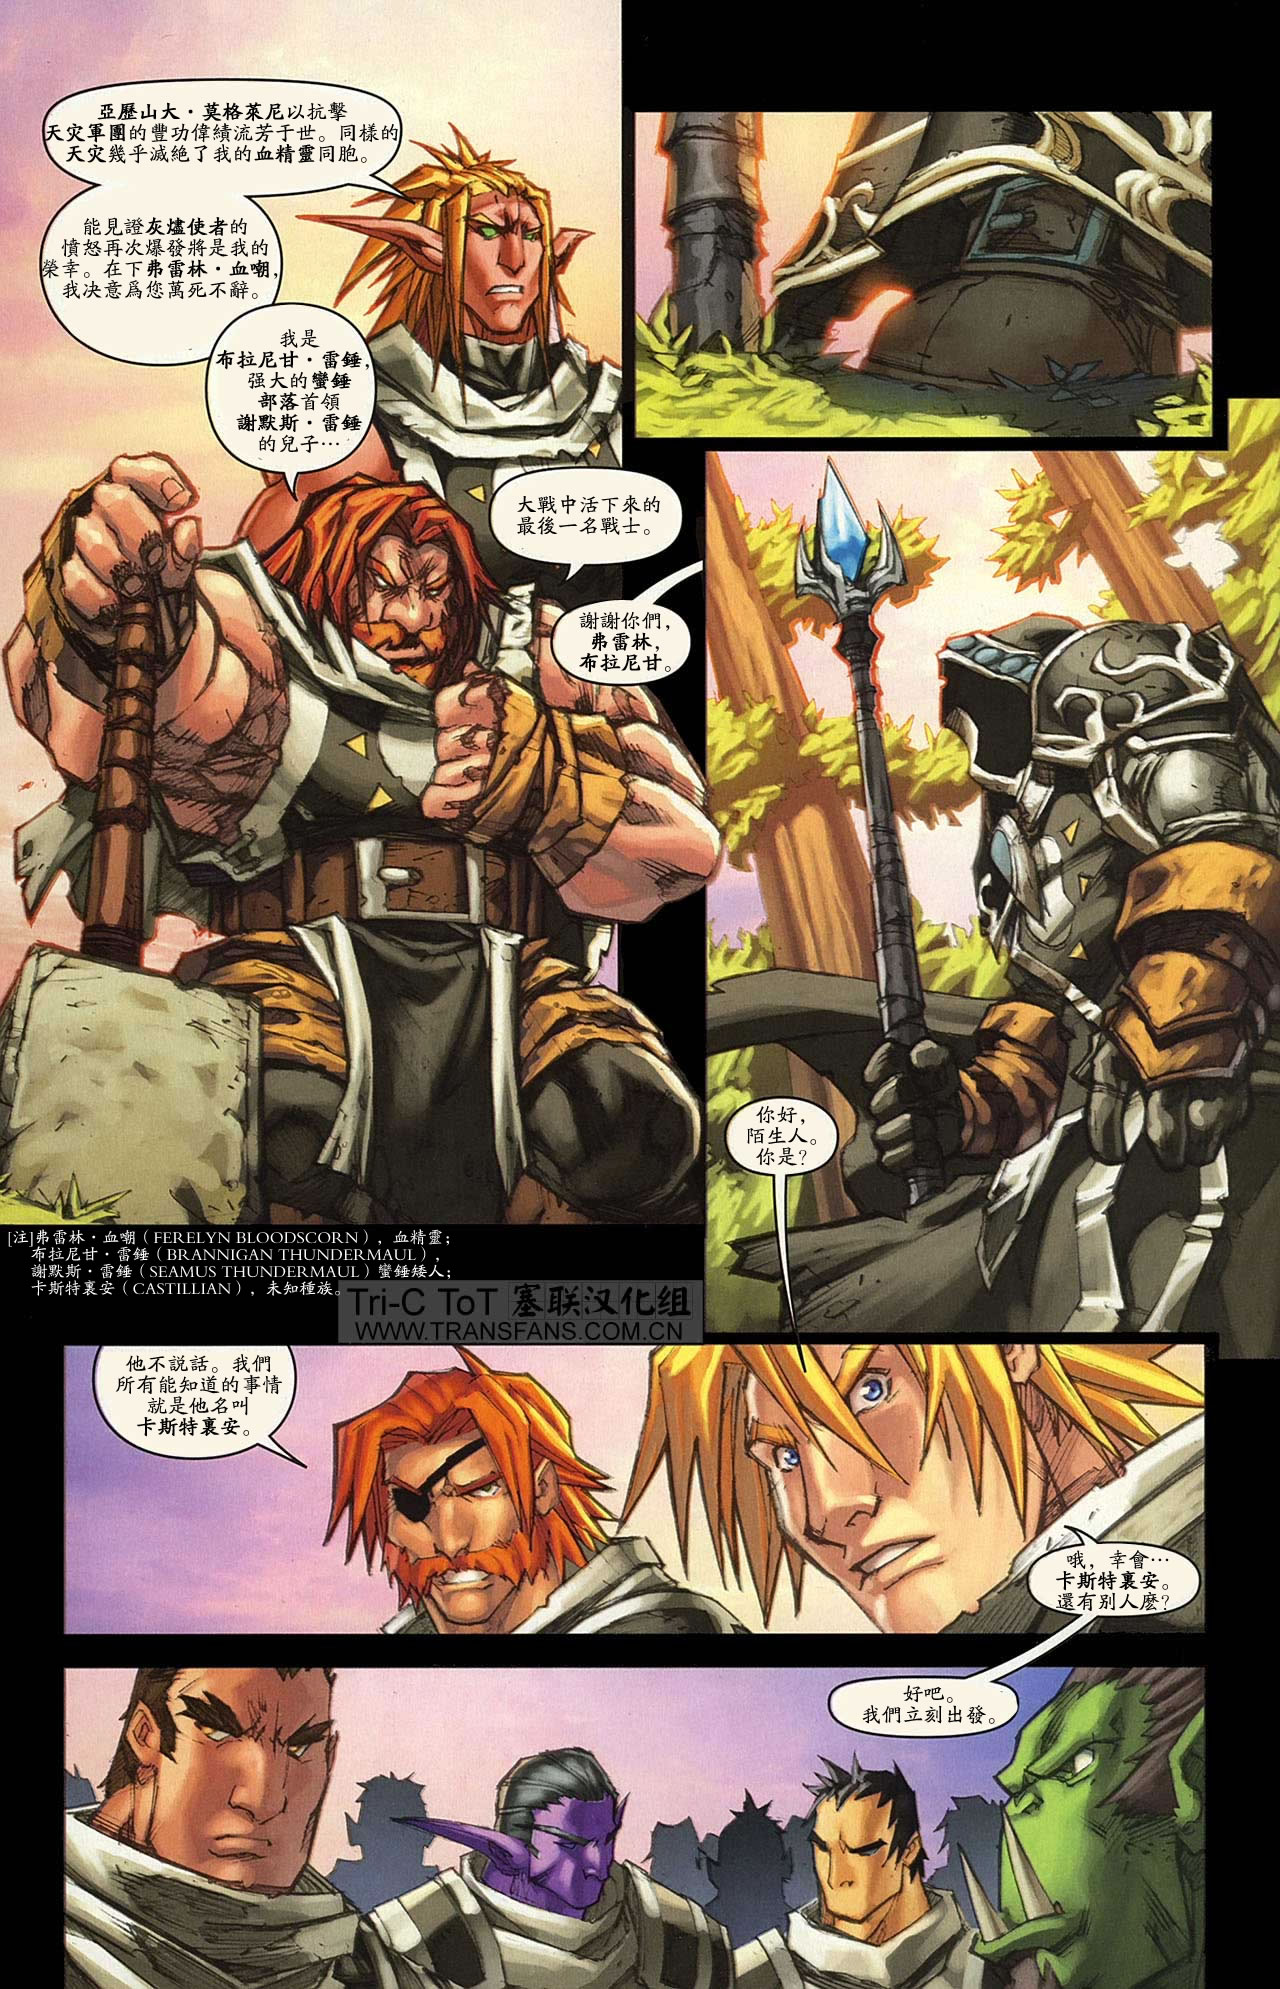 亞歷山大・莫格萊尼以抗擊
天灾軍團的豐功偉績流芳于世。同樣的
天灾幾乎滅絕了我的血精靈同胞。
能見證灰燼使者的
憤怒再次爆發將是我的
榮幸。在下弗雷林・血嘲，
我决意爲您萬死不辭。
我是
布拉尼甘・雷錘，
强大的蠻錘
部落首領
謝默斯・雷錘
的兒子…
大戰中活下來的
最後一名戰士。
謝謝你們，
弗雷林，
布拉尼甘。
你好，
陌生人。
你是？
[注]弗雷林・血嘲（FERELYN BLOODSCORN），血精靈；
布拉尼甘・雷錘（BRANNIGAN THUNDERMAUL），
謝默斯・雷錘（SEAMUS THUNDERMAUL）蠻錘矮人；
卡斯特裏安（CASTILLIAN），未知種族。
Tri-C ToT 塞联汉化组
WWW.TRANSFANS.COM.CN
他不説話。我們
所有能知道的事情
就是他名叫
卡斯特裏安。
哦，幸會…
卡斯特裏安。
還有别人麽？
好吧。
我們立刻出發。